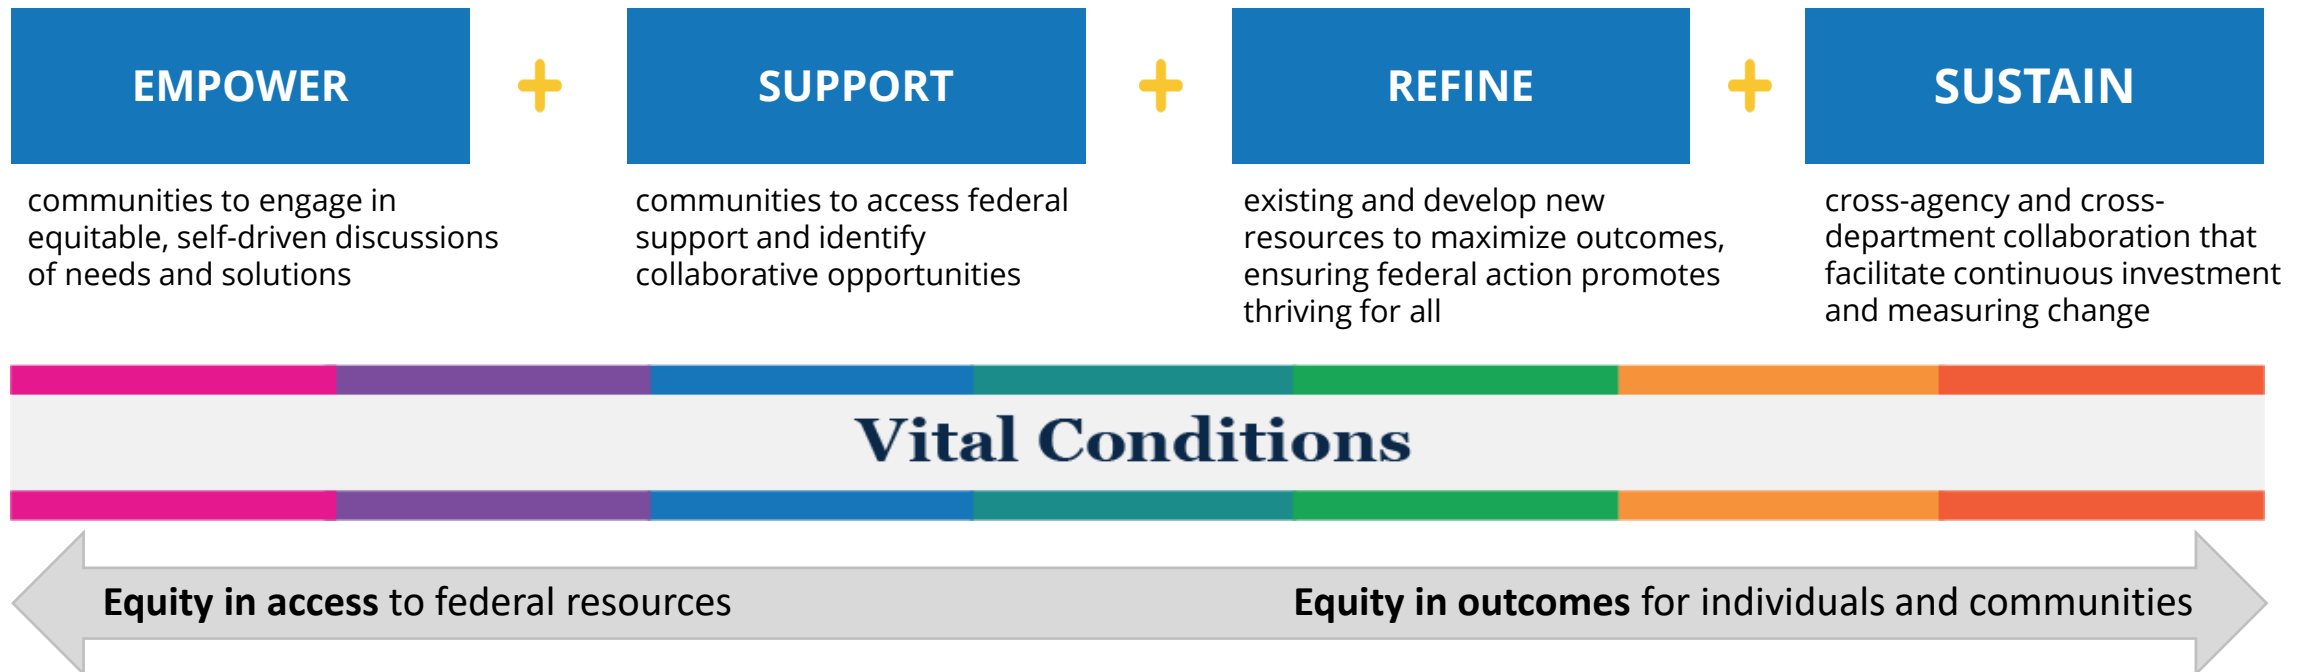 EMPOWER + SUPPORT + REFINE + SUSTAIN
communities to engage in
equitable, self-driven discussions
of needs and solutions
communities to access federal
support and identify
collaborative opportunities
existing and develop new
resources to maximize outcomes,
ensuring federal action promotes
thriving for all
cross-agency and cross-
department collaboration that
facilitate continuous investment
and measuring change
Vital Conditions
Equity in access to federal resources
Equity in outcomes for individuals and communities